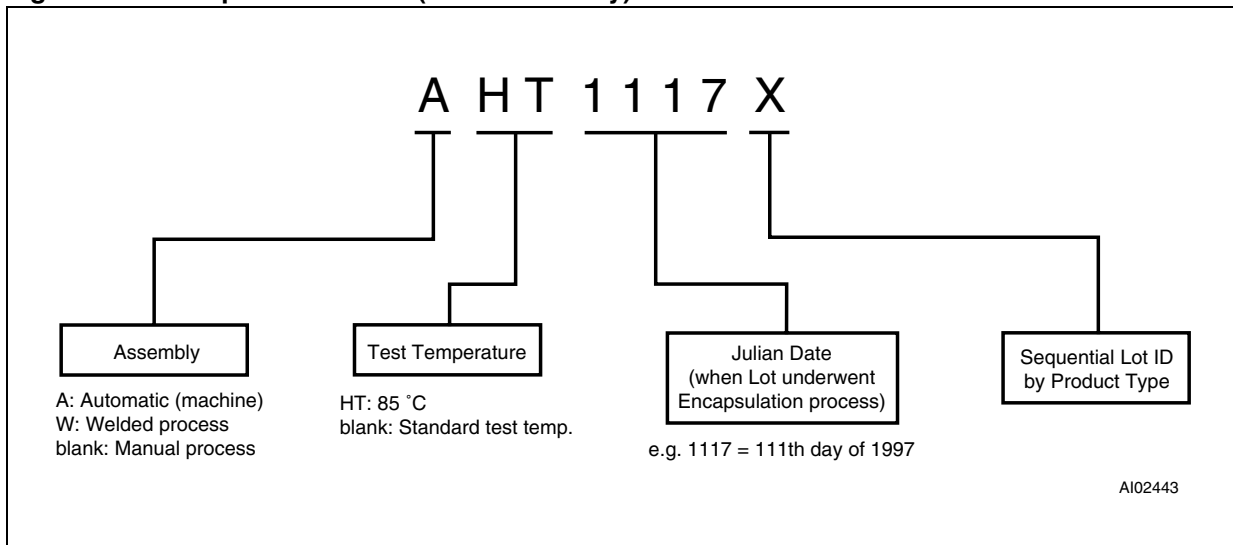 A HT 1117 X
Assembly
A: Automatic (machine)
W: Welded process
blank: Manual process
Test Temperature
HT: 85 ˚C
blank: Standard test temp.
Julian Date
(when Lot underwent
Encapsulation process)
e.g. 1117 = 111th day of 1997
Sequential Lot ID
by Product Type
AI02443